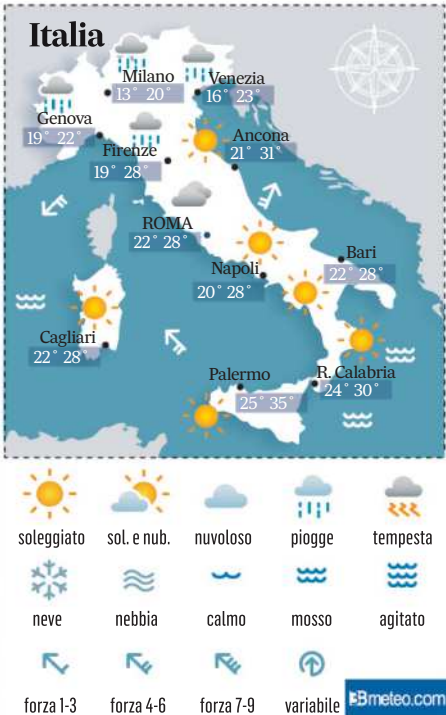 Italia
Milano
13° 20°
Venezia
16° 23°
Genova
19° 22°
Firenze
19° 28°
Ancona
21° 31°
ROMA
22° 28°
Napoli
20° 28°
Bari
22° 28°
Cagliari
22° 28°
Palermo
25° 35°
R. Calabria
24° 30°
soleggiato sol. e nub. nuvoloso piogge tempesta
neve nebbia calmo mosso agitato
forza 1-3 forza 4-6 forza 7-9 variabile
3Bmeteo.com